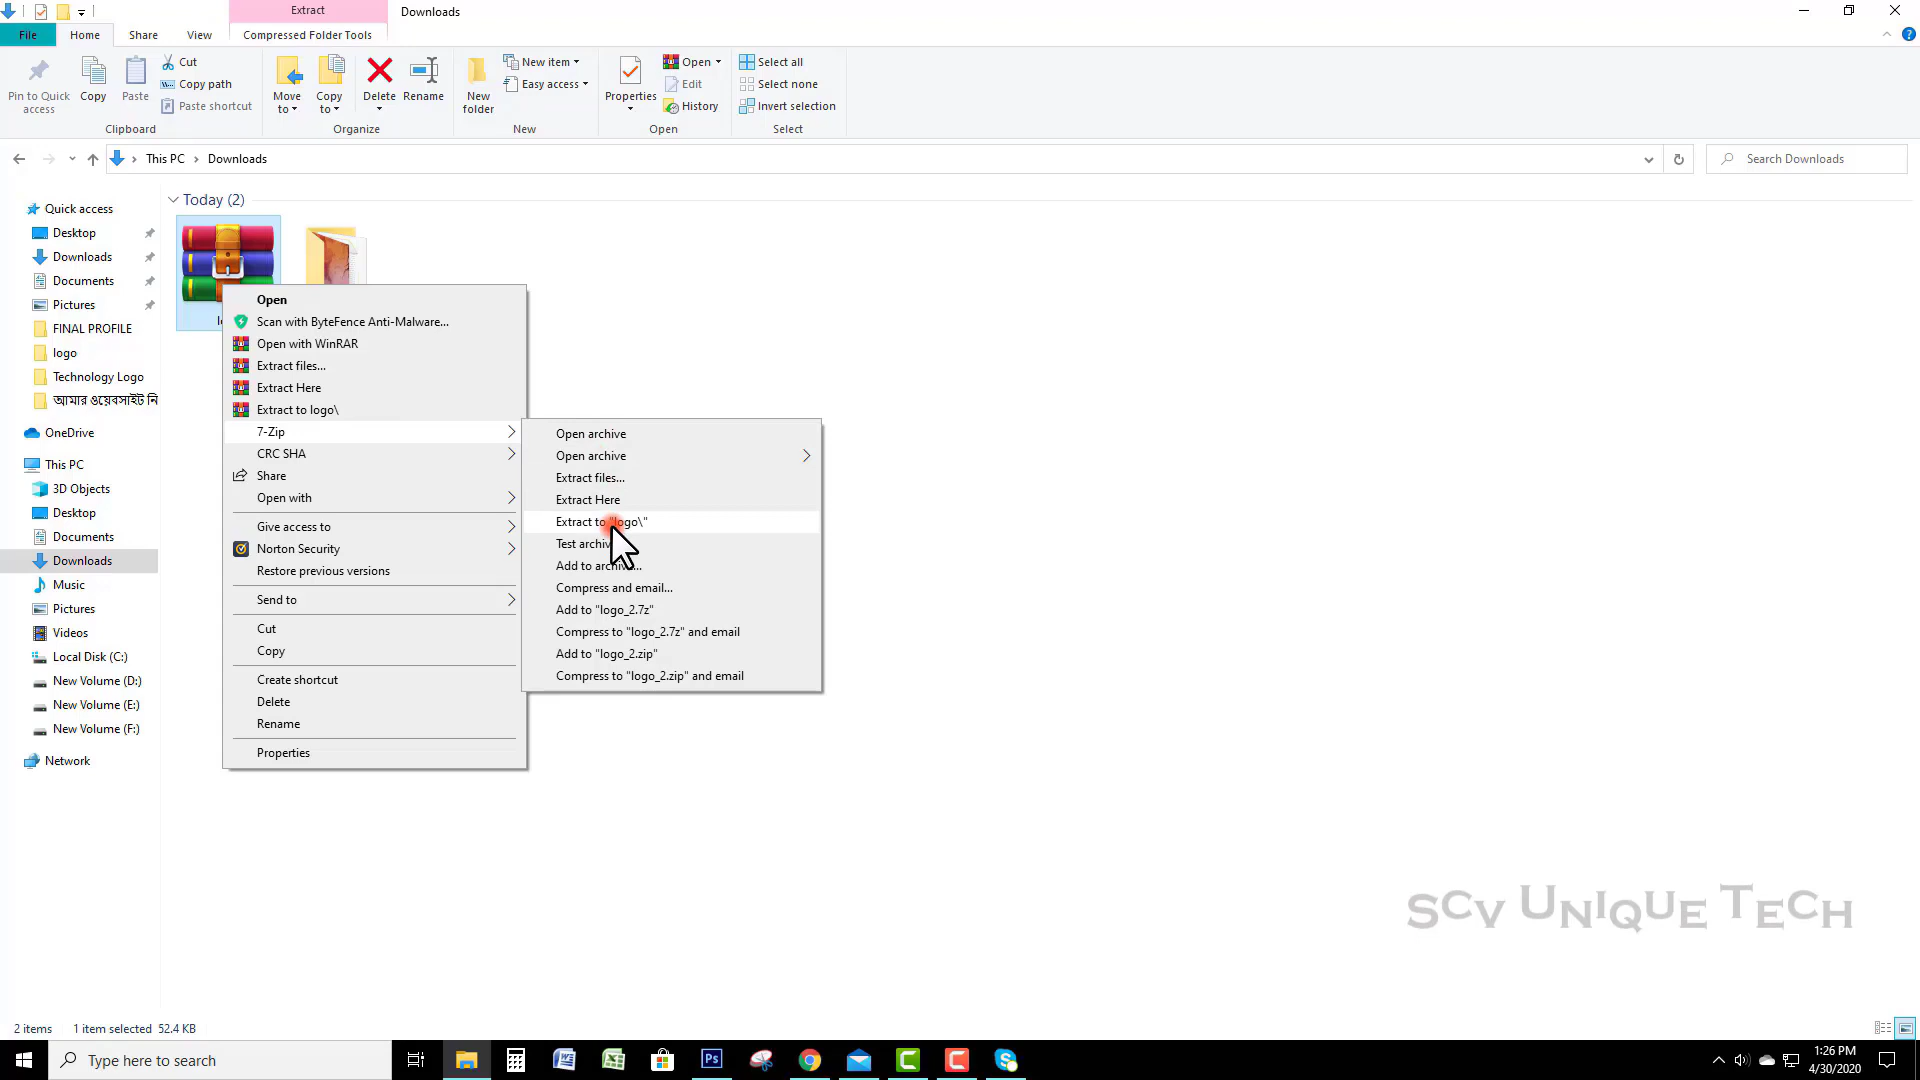 Extract
Downloads
File
Home
Share
View
Compressed Folder Tools
Pin to Quick access
Copy
Paste
Cut
Copy path
Paste shortcut
Clipboard
Move to
Copy to
Delete
Rename
Organize
New folder
New item
Easy access
New
Properties
Open
Edit
History
Open
Select all
Select none
Invert selection
Select
This PC
Downloads
Search Downloads
Quick access
Desktop
Downloads
Documents
Pictures
FINAL PROFILE
logo
Technology Logo
আমার ওয়েবসাইট নি
OneDrive
This PC
3D Objects
Desktop
Documents
Downloads
Music
Pictures
Videos
Local Disk (C:)
New Volume (D:)
New Volume (E:)
New Volume (F:)
Network
Today (2)
Open
Scan with ByteFence Anti-Malware...
Open with WinRAR
Extract files...
Extract Here
Extract to logo\
7-Zip
CRC SHA
Share
Open with
Give access to
Norton Security
Restore previous versions
Send to
Cut
Copy
Create shortcut
Delete
Rename
Properties
Open archive
Open archive
Extract files...
Extract Here
Extract to "logo\"
Test archiv
Add to archive...
Compress and email...
Add to "logo_2.7z"
Compress to "logo_2.7z" and email
Add to "logo_2.zip"
Compress to "logo_2.zip" and email
SCV UNIQUE TECH
2 items
1 item selected 52.4 KB
Type here to search
Ps
1:26 PM
4/30/2020